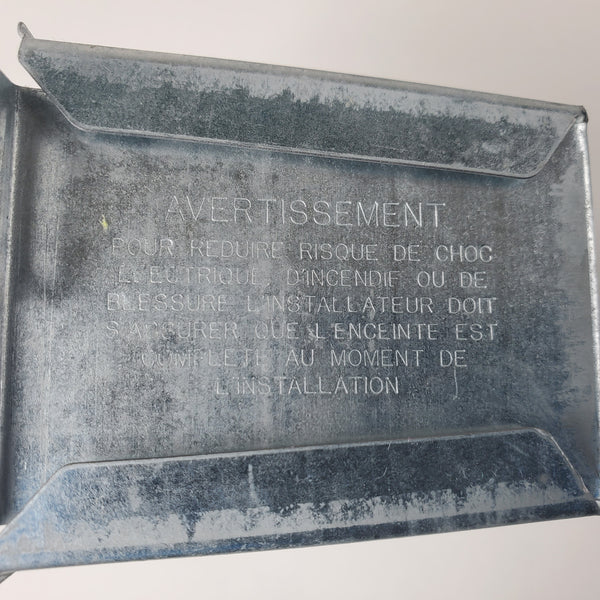 AVERTISSEMENT
POUR REDUIRE RISQUE DE CHOC
ELECTRIQUE D'INCENDIE OU DE
BLESSURE L'INSTALLATEUR DOIT
S'ASSURER QUE L'ENCEINTE EST
COMPLETE AU MOMENT DE
L'INSTALLATION